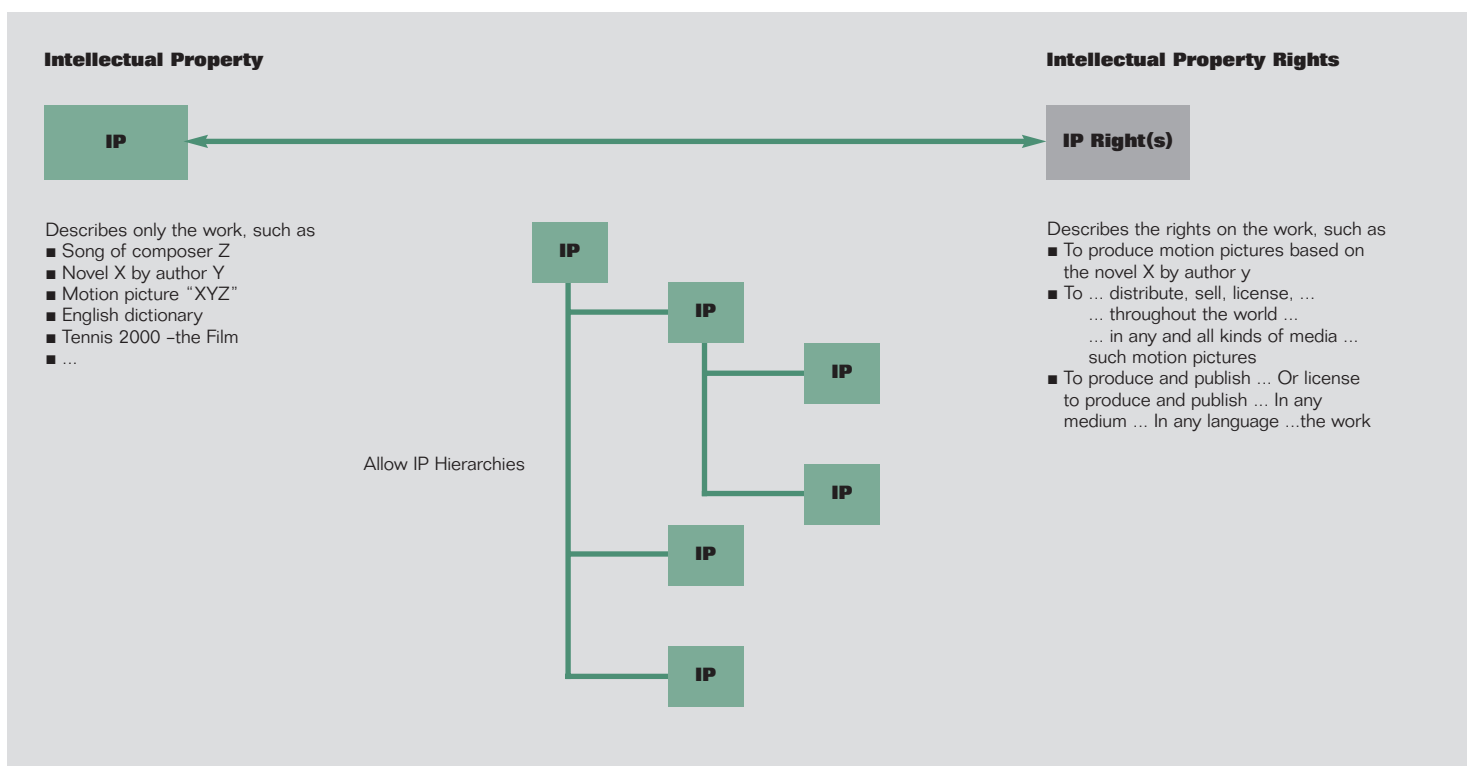 Intellectual Property
IP
Describes only the work, such as
■ Song of composer Z
■ Novel X by author Y
■ Motion picture “XYZ”
■ English dictionary
■ Tennis 2000 –the Film
■ ...
Allow IP Hierarchies
IP
IP
IP
IP
IP
IP
Intellectual Property Rights
IP Right(s)
Describes the rights on the work, such as
■ To produce motion pictures based on
the novel X by author y
■ To ... distribute, sell, license, ...
... throughout the world ...
... in any and all kinds of media ...
such motion pictures
■ To produce and publish ... Or license
to produce and publish ... In any
medium ... In any language ...the work